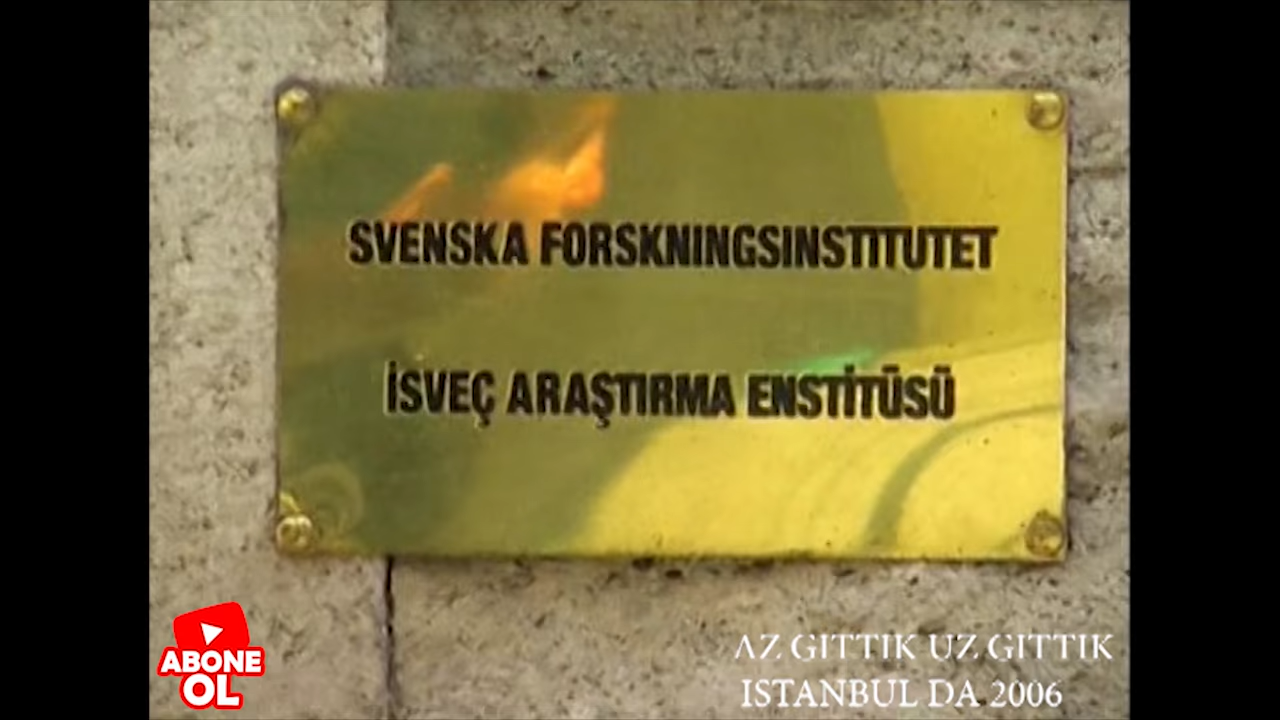 SVENSKA FORSKNINGSINSTITUTET
İSVEÇ ARAŞTIRMA ENSTİTÜSÜ
ABONE
OL
AZ GITTIK UZ GITTIK
ISTANBUL DA 2006